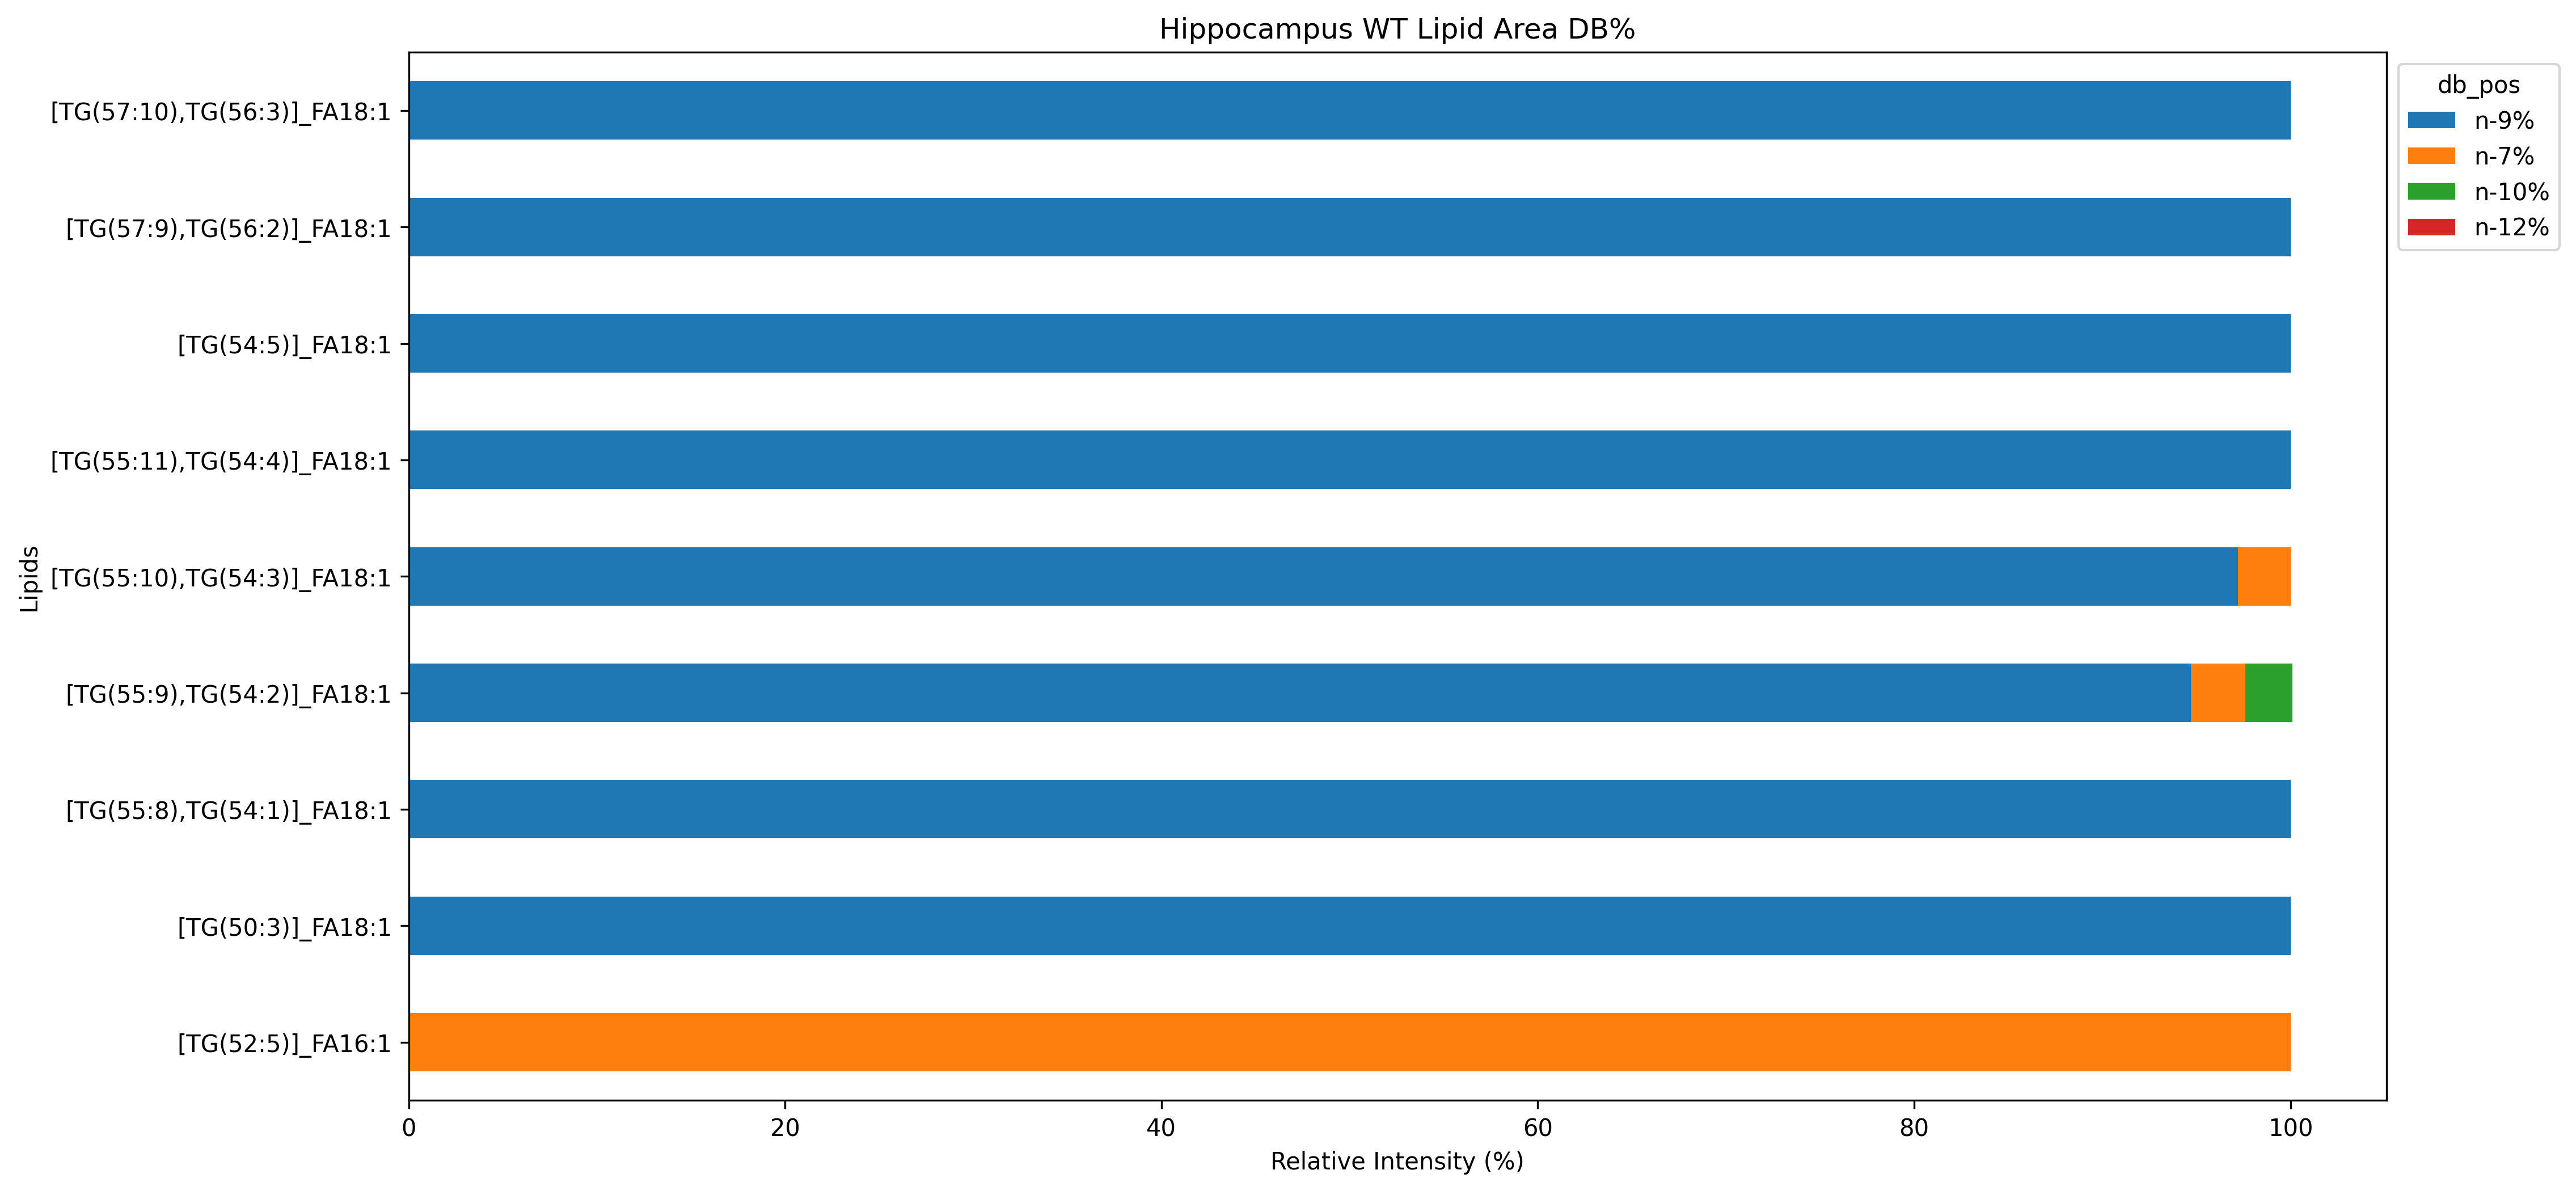 Hippocampus WT Lipid Area DB%
[TG(57:10),TG(56:3)]_FA18:1
[TG(57:9),TG(56:2)]_FA18:1
[TG(54:5)]_FA18:1
[TG(55:11),TG(54:4)]_FA18:1
[TG(55:10),TG(54:3)]_FA18:1
[TG(55:9),TG(54:2)]_FA18:1
[TG(55:8),TG(54:1)]_FA18:1
[TG(50:3)]_FA18:1
[TG(52:5)]_FA16:1
Lipids
0 20 40 60 80 100
Relative Intensity (%)
db_pos
n-9%
n-7%
n-10%
n-12%